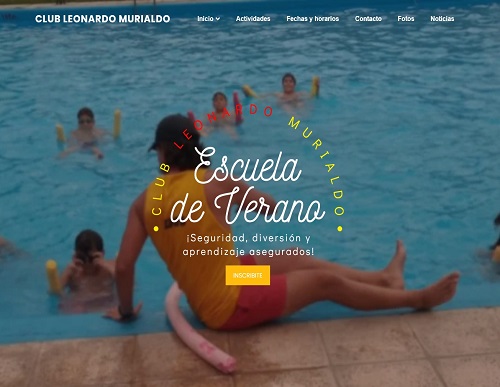 CLUB LEONARDO MURIALDO
Inicio Actividades Fechas y horarios Contacto Fotos Noticias
CLUB LEONARDO MURIALDO
Escuela
de Verano
¡Seguridad, diversión y
aprendizaje asegurados!
INSCRIBITE